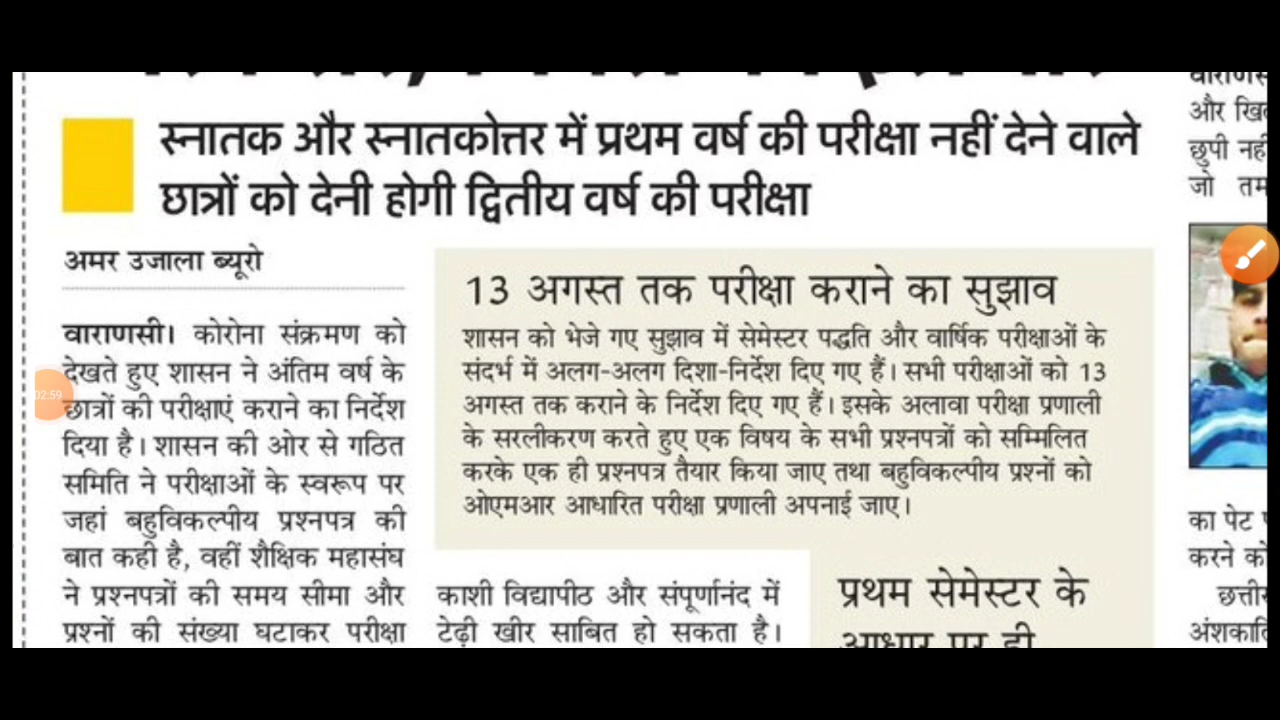 स्नातक और स्नातकोत्तर में प्रथम वर्ष की परीक्षा नहीं देने वाले
छात्रों को देनी होगी द्वितीय वर्ष की परीक्षा
अमर उजाला ब्यूरो
वाराणसी। कोरोना संक्रमण को
देखते हुए शासन ने अंतिम वर्ष के
छात्रों की परीक्षाएं कराने का निर्देश
दिया है। शासन की ओर से गठित
समिति ने परीक्षाओं के स्वरूप पर
जहां बहुविकल्पीय प्रश्नपत्र की
बात कही है, वहीं शैक्षिक महासंघ
ने प्रश्नपत्रों की समय सीमा और
प्रश्नों की संख्या घटाकर परीक्षा
13 अगस्त तक परीक्षा कराने का सुझाव
शासन को भेजे गए सुझाव में सेमेस्टर पद्धति और वार्षिक परीक्षाओं के
संदर्भ में अलग-अलग दिशा-निर्देश दिए गए हैं। सभी परीक्षाओं को 13
अगस्त तक कराने के निर्देश दिए गए हैं। इसके अलावा परीक्षा प्रणाली
के सरलीकरण करते हुए एक विषय के सभी प्रश्नपत्रों को सम्मिलित
करके एक ही प्रश्नपत्र तैयार किया जाए तथा बहुविकल्पीय प्रश्नों को
ओएमआर आधारित परीक्षा प्रणाली अपनाई जाए।
काशी विद्यापीठ और संपूर्णानंद में
टेढ़ी खीर साबित हो सकता है।
प्रथम सेमेस्टर के
आधार पर ही
और
छुपी
जो
का पेट
करने को
02:59